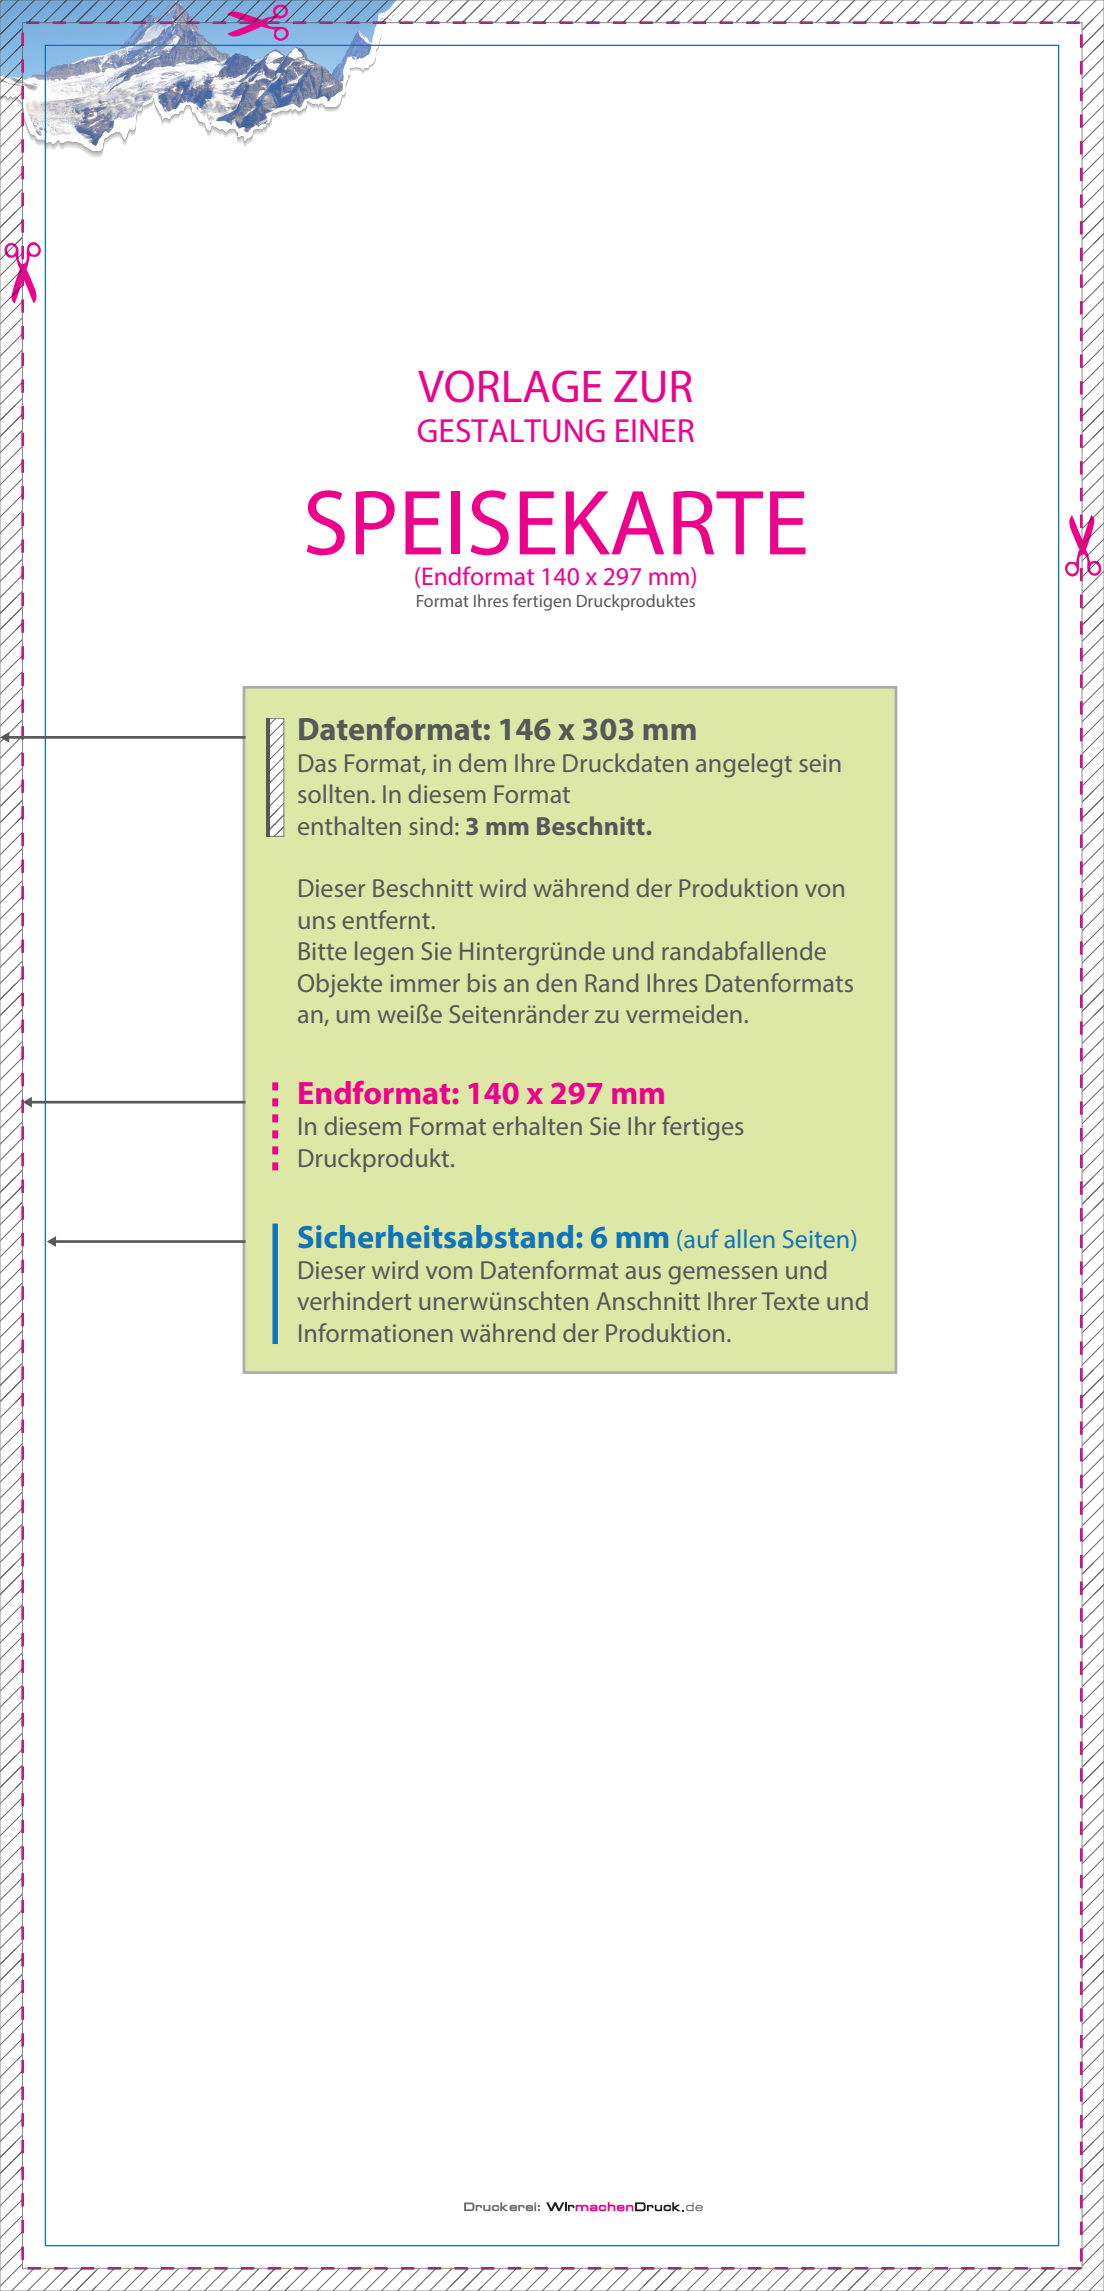 VORLAGE ZUR
GESTALTUNG EINER
SPEISEKARTE
(Endformat 140 x 297 mm)
Format Ihres fertigen Druckproduktes
Datenformat: 146 x 303 mm
Das Format, in dem Ihre Druckdaten angelegt sein
sollten. In diesem Format
enthalten sind: 3 mm Beschnitt.
Dieser Beschnitt wird während der Produktion von
uns entfernt.
Bitte legen Sie Hintergründe und randabfallende
Objekte immer bis an den Rand Ihres Datenformats
an, um weiße Seitenränder zu vermeiden.
Endformat: 140 x 297 mm
In diesem Format erhalten Sie Ihr fertiges
Druckprodukt.
Sicherheitsabstand: 6 mm (auf allen Seiten)
Dieser wird vom Datenformat aus gemessen und
verhindert unerwünschten Anschnitt Ihrer Texte und
Informationen während der Produktion.
Druckerei: WIrmachenDruck.de